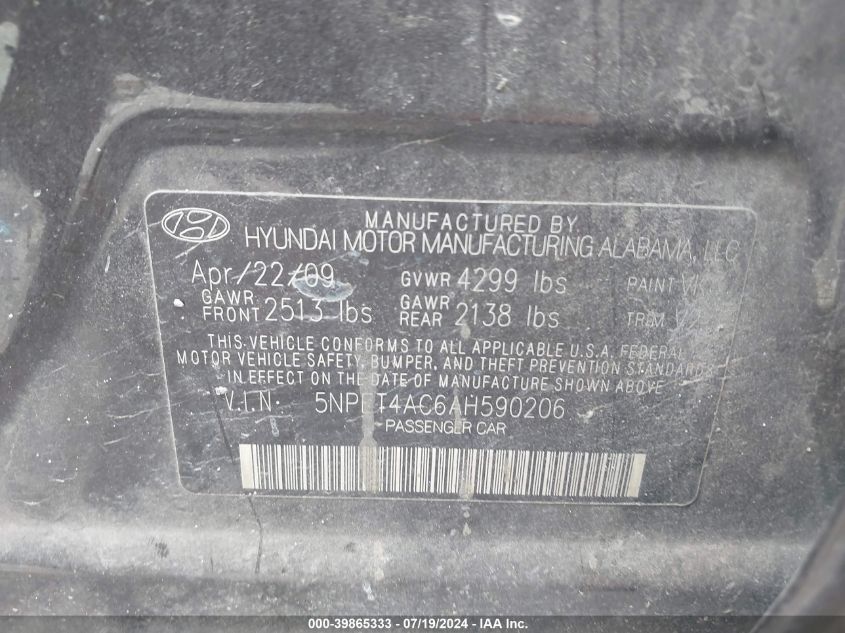 MANUFACTURED BY
HYUNDAI MOTOR MANUFACTURING ALABAMA, LLC
Apr/22/09 GVWR 4299 lbs PAINT
GAWR FRONT 2513 lbs GAWR REAR 2138 lbs TRIM
THIS VEHICLE CONFORMS TO ALL APPLICABLE U.S.A. FEDERAL
MOTOR VEHICLE SAFETY, BUMPER, AND THEFT PREVENTION STANDARDS
IN EFFECT ON THE DATE OF MANUFACTURE SHOWN ABOVE
V.I.N: 5NPET4AC6AH590206
PASSENGER CAR
000-39865333 / 07/19/2024 - IAA Inc.